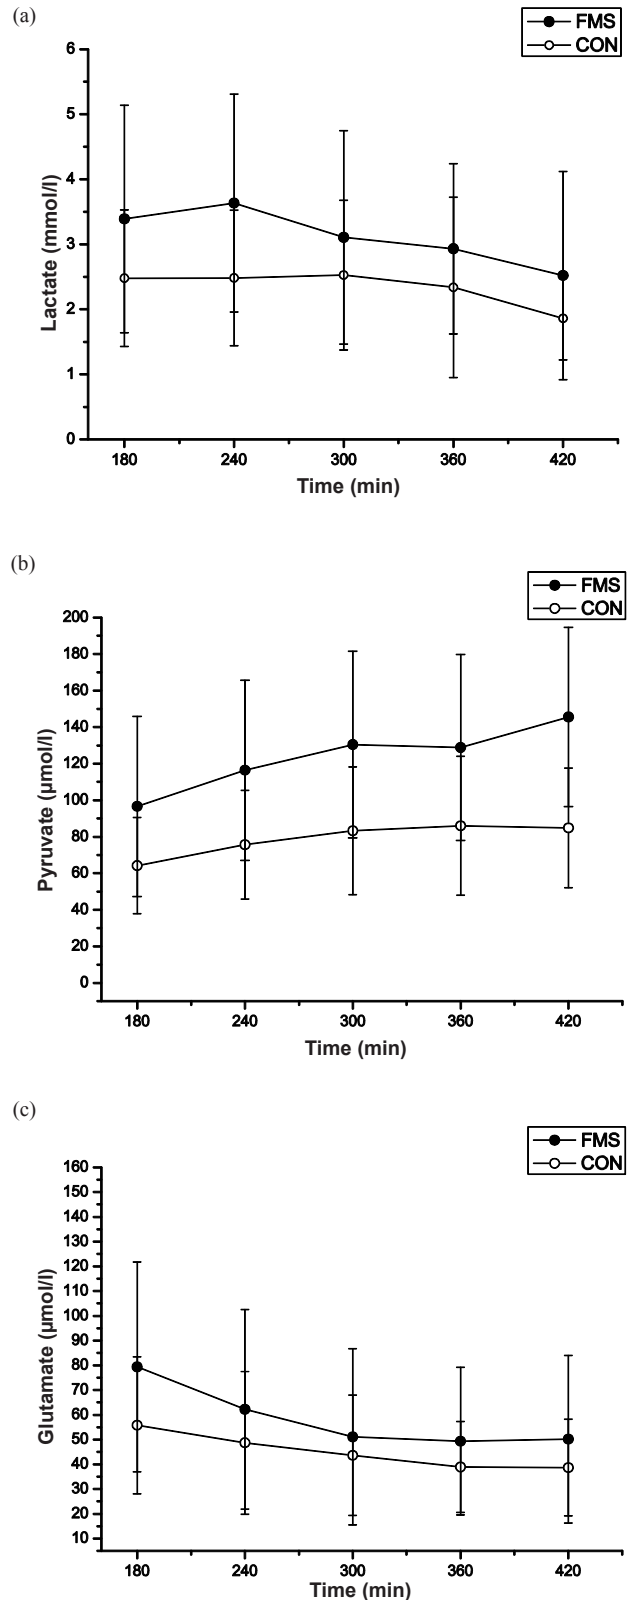 (a)
FMS
CON
6
5
4
3
2
1
0
Lactate (mmol/l)
180 240 300 360 420
Time (min)
(b)
FMS
CON
200
180
160
140
120
100
80
60
40
20
0
Pyruvate (μmol/l)
180 240 300 360 420
Time (min)
(c)
FMS
CON
160
150
140
130
120
110
100
90
80
70
60
50
40
30
20
10
Glutamate (μmol/l)
180 240 300 360 420
Time (min)